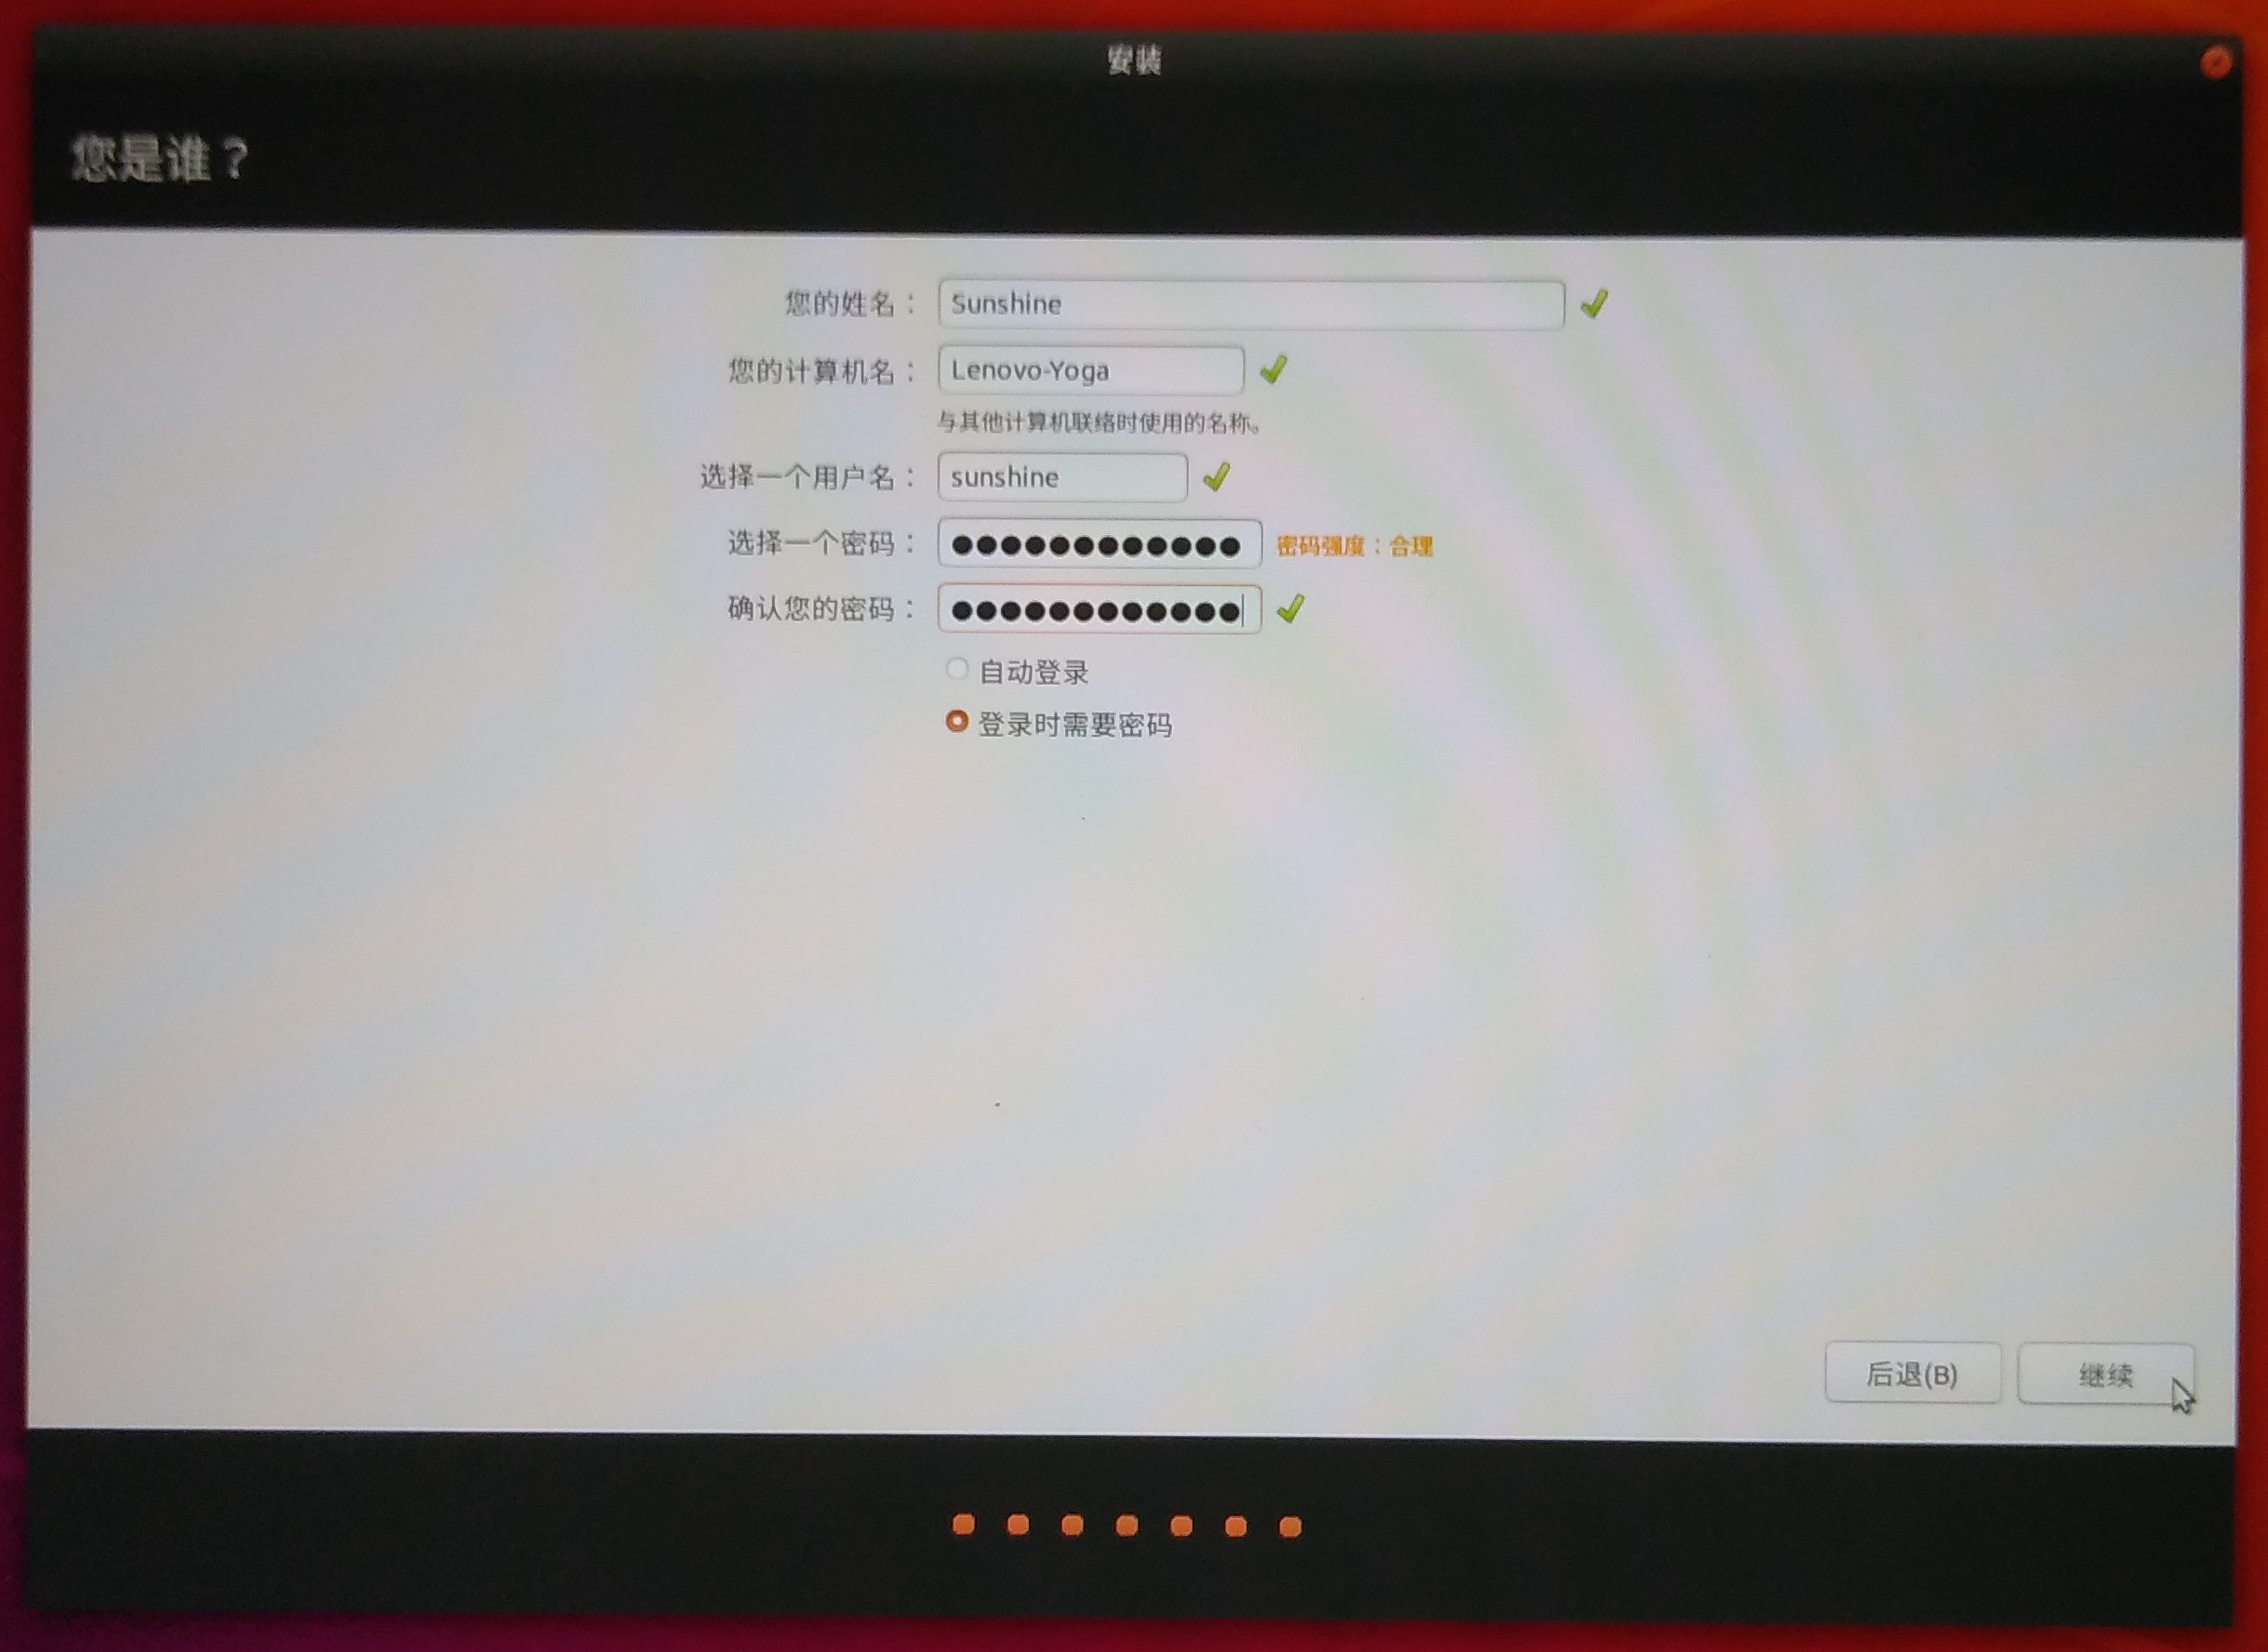 安装
您是谁？
您的姓名： Sunshine
您的计算机名： Lenovo-Yoga
与其他计算机联络时使用的名称。
选择一个用户名： sunshine
选择一个密码： ●●●●●●●●●●●● 密码强度：合理
确认您的密码： ●●●●●●●●●●●●
自动登录
登录时需要密码
后退(B) 继续